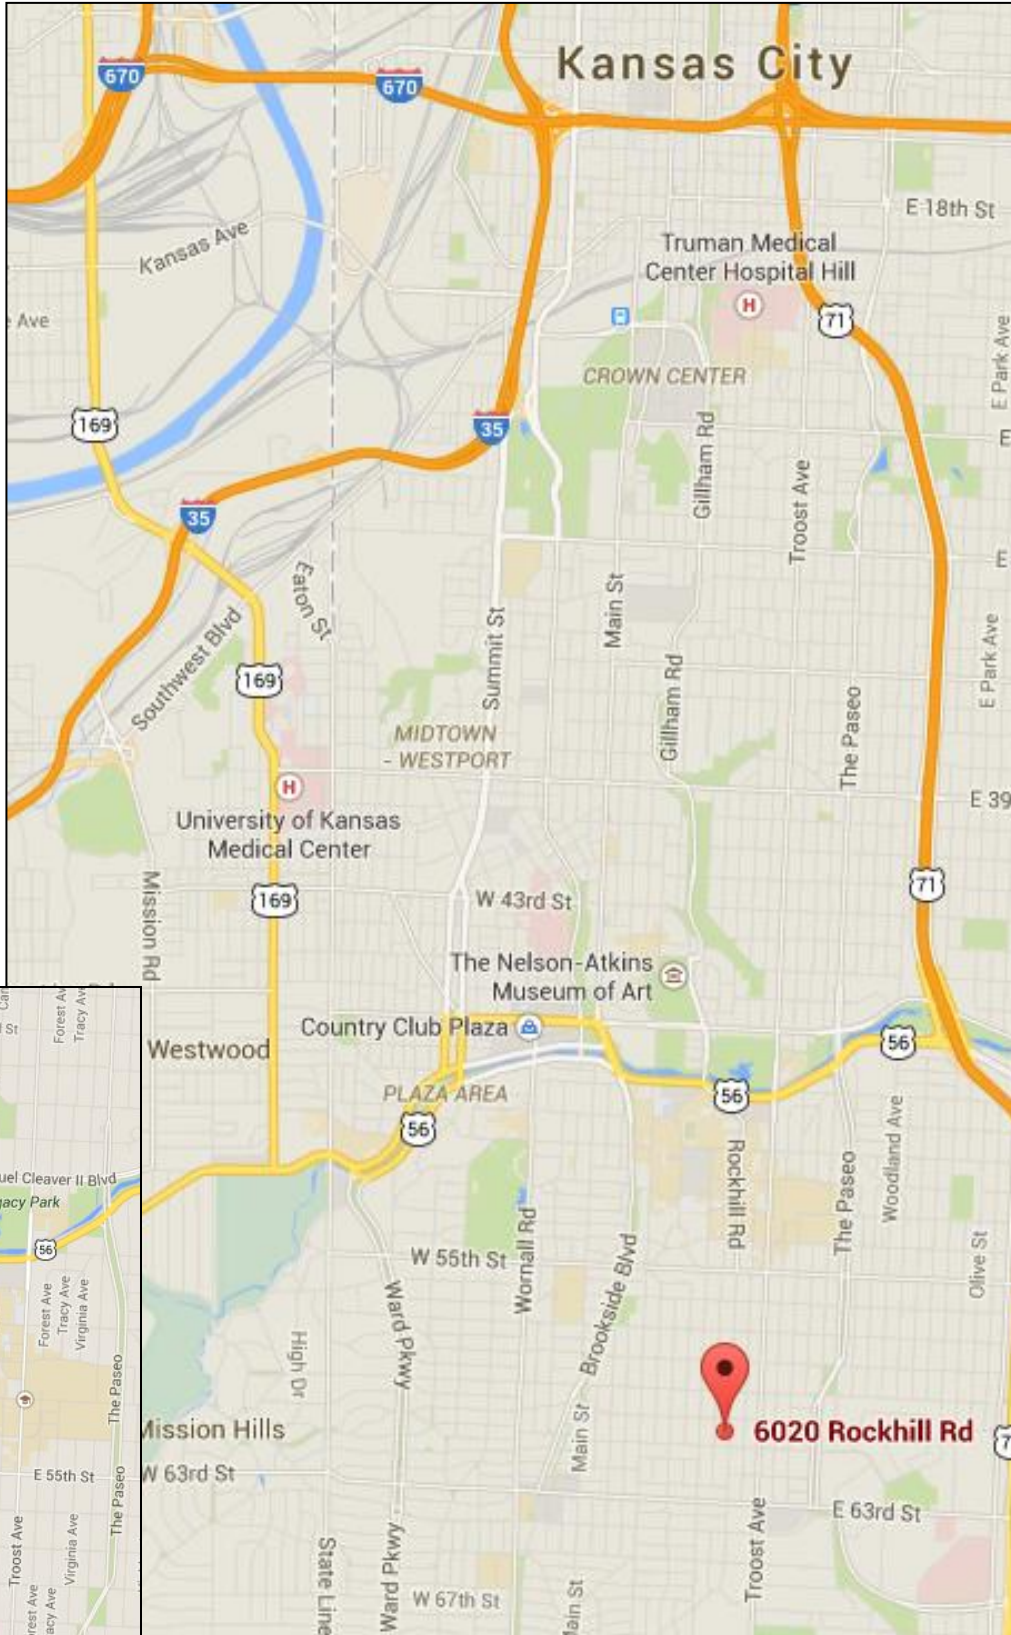 670
670
Kansas City
E 18th St
Kansas Ave
Truman Medical
Center Hospital Hill
H
Ave
71
E Park Ave
CROWN CENTER
169
35
Gillham Rd
E
Troost Ave
35
E
Eaton St
Main St
Southwest Blvd
Summit St
E Park Ave
169
Gillham Rd
MIDTOWN
- WESTPORT
The Paseo
H
E 39
University of Kansas
Medical Center
71
Mission Rd
169
W 43rd St
The Nelson-Atkins
Museum of Art
Country Club Plaza
56
Westwood
PLAZA AREA
56
56
Woodland Ave
Rockhill Rd
The Paseo
Wornall Rd
W 55th St
Brookside Blvd
Olive St
Ward Pkwy
High Dr
Mission Hills
Main St
6020 Rockhill Rd
7
W 63rd St
E 63rd St
Troost Ave
State Line
Ward Pkwy
W 67th St
Main St
Car
St
Forest Av
Tracy Av
uel Cleaver II Blvd
gacy Park
56
Forest Ave
Tracy Ave
Virginia Ave
The Paseo
E 55th St
The Paseo
Troost Ave
Virginia Ave
rest Ave
acy Ave